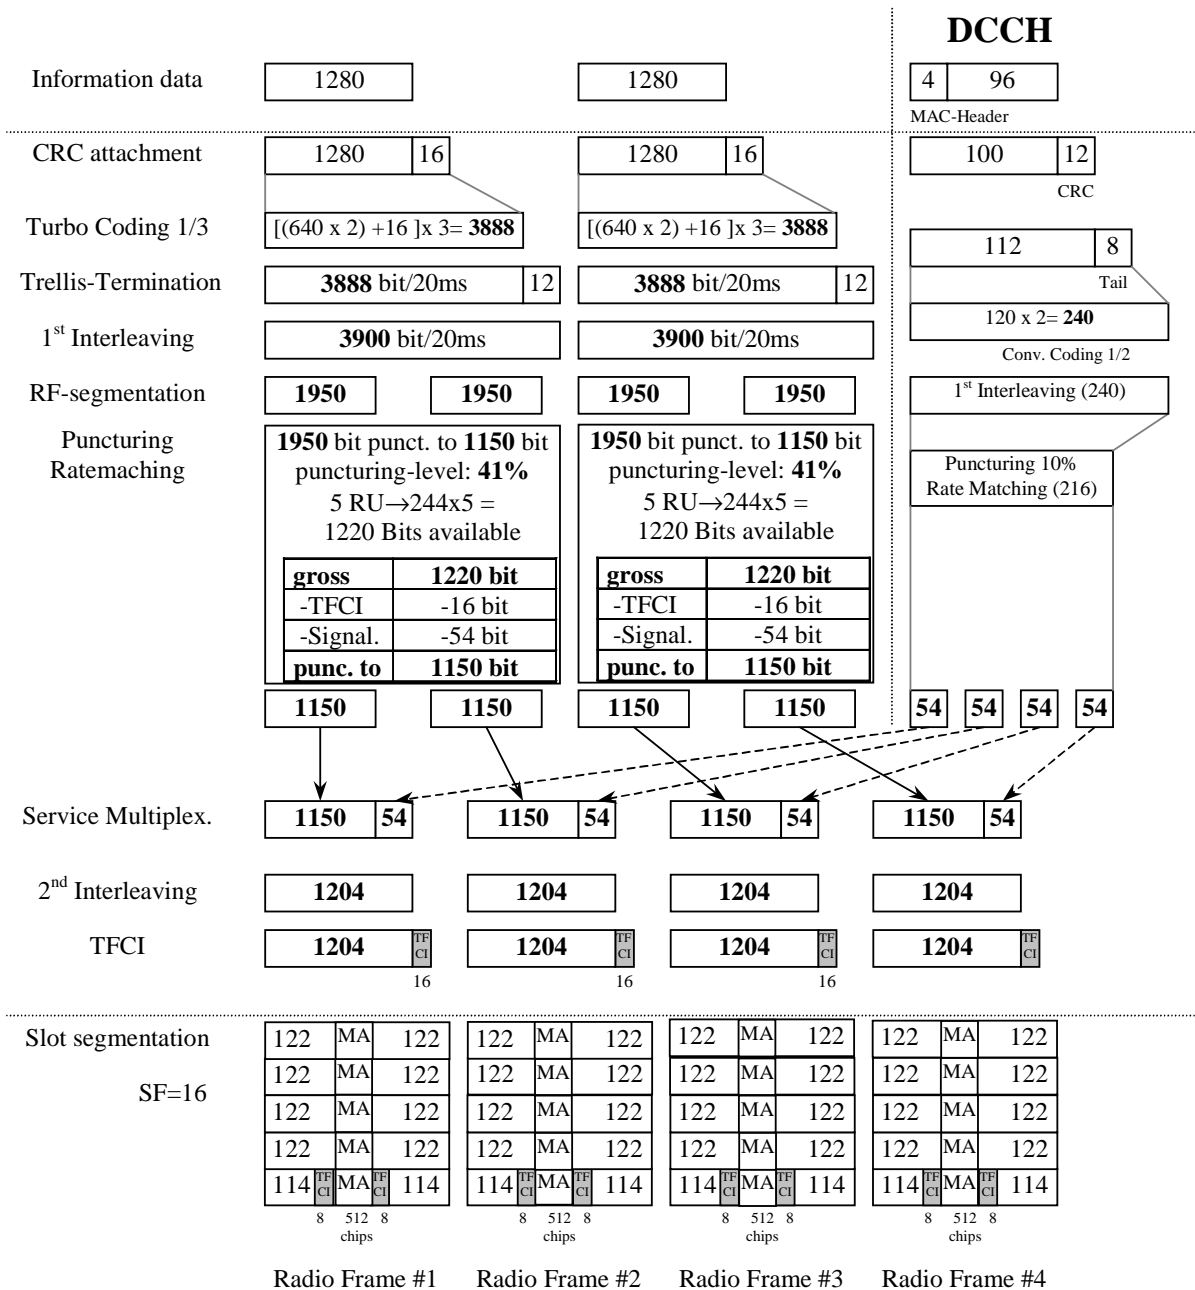 DCCH
Information data 1280 1280 4 96
MAC-Header
CRC attachment 1280 16 1280 16 100 12
CRC
Turbo Coding 1/3 [(640 x 2) +16 ]x 3= 3888 [(640 x 2) +16 ]x 3= 3888
112 8
Tail
Trellis-Termination 3888 bit/20ms 12 3888 bit/20ms 12
120 x 2= 240
Conv. Coding 1/2
1st Interleaving 3900 bit/20ms 3900 bit/20ms
RF-segmentation 1950 1950 1950 1950 1st Interleaving (240)
Puncturing
Ratemaching
1950 bit punct. to 1150 bit
puncturing-level: 41%
5 RU→244x5 =
1220 Bits available
gross 1220 bit
-TFCI -16 bit
-Signal. -54 bit
punc. to 1150 bit
1950 bit punct. to 1150 bit
puncturing-level: 41%
5 RU→244x5 =
1220 Bits available
gross 1220 bit
-TFCI -16 bit
-Signal. -54 bit
punc. to 1150 bit
Puncturing 10%
Rate Matching (216)
1150 1150 1150 1150 54 54 54 54
Service Multiplex. 1150 54 1150 54 1150 54 1150 54
2nd Interleaving 1204 1204 1204 1204
TFCI 1204 TF CI 1204 TF CI 1204 TF CI 1204 TF CI
16 16 16
Slot segmentation
SF=16
122 MA 122 122 MA 122 122 MA 122 122 MA 122
122 MA 122 122 MA 122 122 MA 122 122 MA 122
122 MA 122 122 MA 122 122 MA 122 122 MA 122
122 MA 122 122 MA 122 122 MA 122 122 MA 122
114 TF CI MA TF CI 114 114 TF CI MA TF CI 114 114 TF CI MA TF CI 114 114 TF CI MA TF CI 114
8 512 8 8 512 8 8 512 8 8 512 8
chips chips chips chips
Radio Frame #1 Radio Frame #2 Radio Frame #3 Radio Frame #4